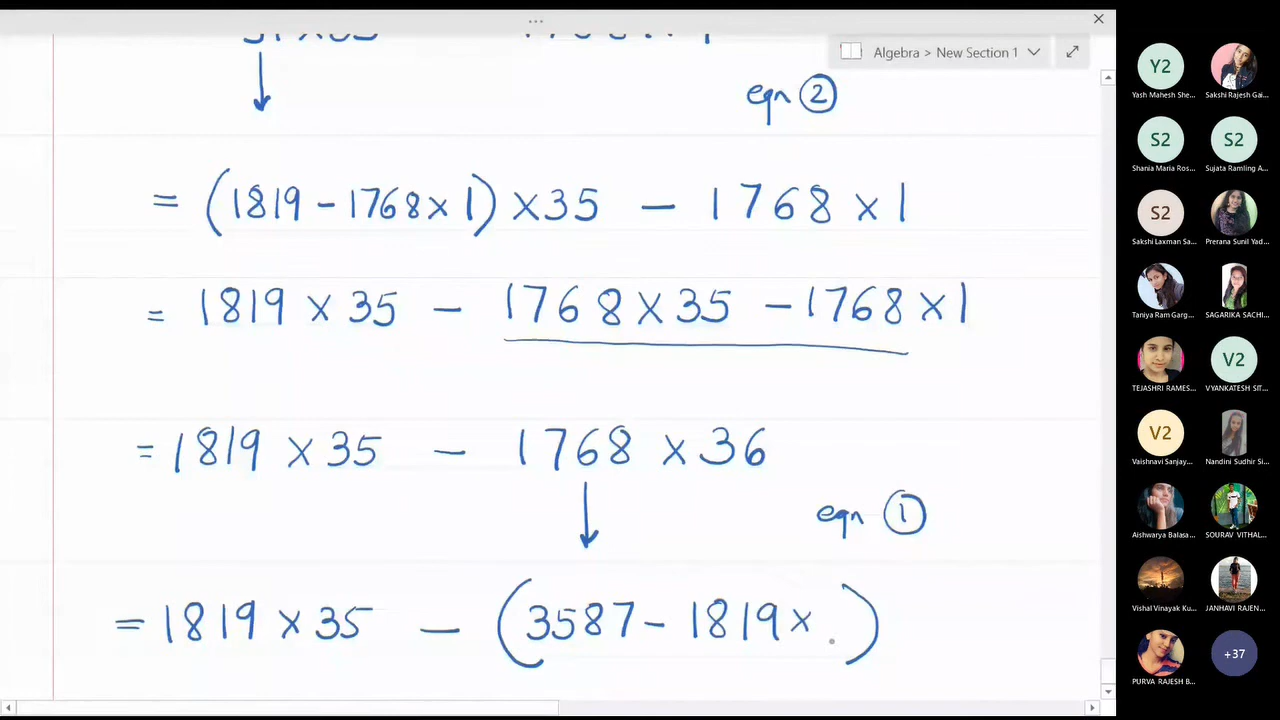 Algebra > New Section 1
eqn ②
= (1819 - 1768 × 1) × 35 - 1768 × 1
= 1819 × 35 - 1768 × 35 - 1768 × 1
= 1819 × 35 - 1768 × 36
eqn ①
= 1819 × 35 - (3587 - 1819 × )
Y2
Yash Mahesh She...
Sakshi Rajesh Gai...
S2
Shania Maria Ros...
S2
Sujata Ramling A...
S2
Sakshi Laxman Sa...
Prerana Sunil Yad...
Taniya Ram Garg...
SAGARIKA SACHI...
TEJASHRI RAMES...
V2
VYANKATESH SIT...
V2
Vaishnavi Sanjay...
Nandini Sudhir Si...
Aishwarya Balasa...
SOURAV VITHAL...
Vishal Vinayak Ku...
JANHAVI RAJEN...
PURVA RAJESH B...
+37